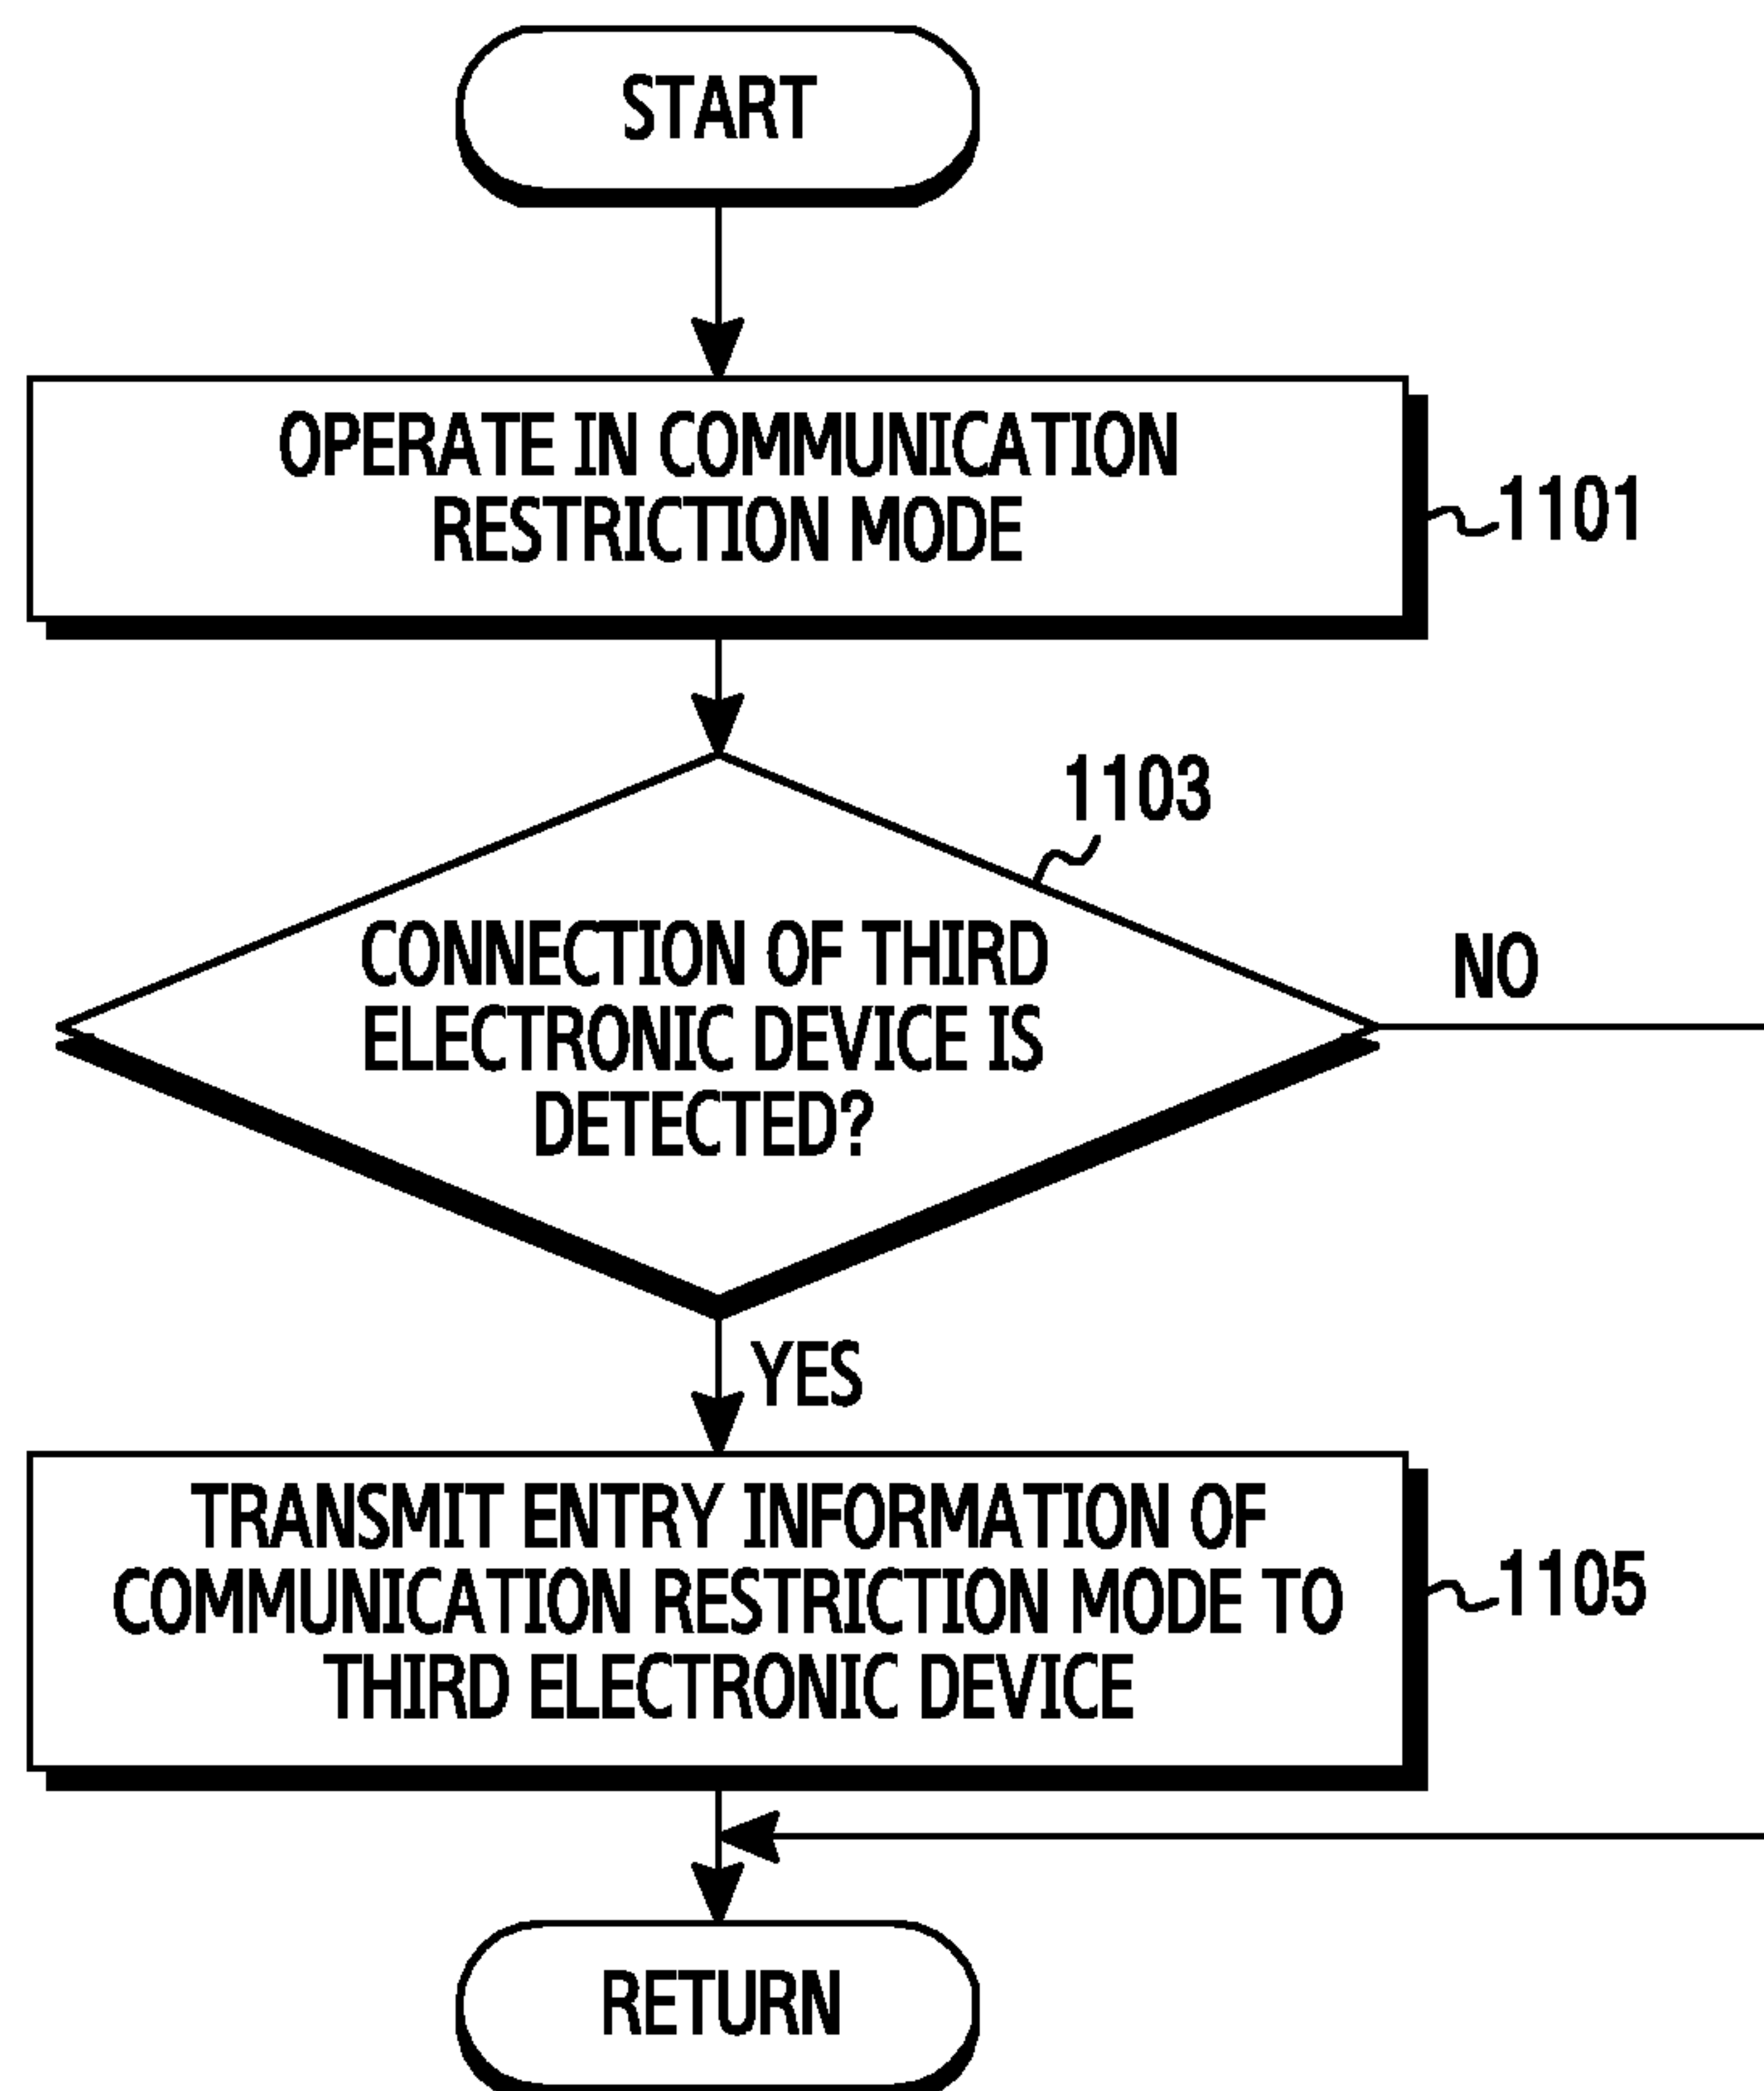 START
OPERATE IN COMMUNICATION
RESTRICTION MODE
1101
1103
CONNECTION OF THIRD
ELECTRONIC DEVICE IS
DETECTED?
NO
YES
TRANSMIT ENTRY INFORMATION OF
COMMUNICATION RESTRICTION MODE TO
THIRD ELECTRONIC DEVICE
1105
RETURN